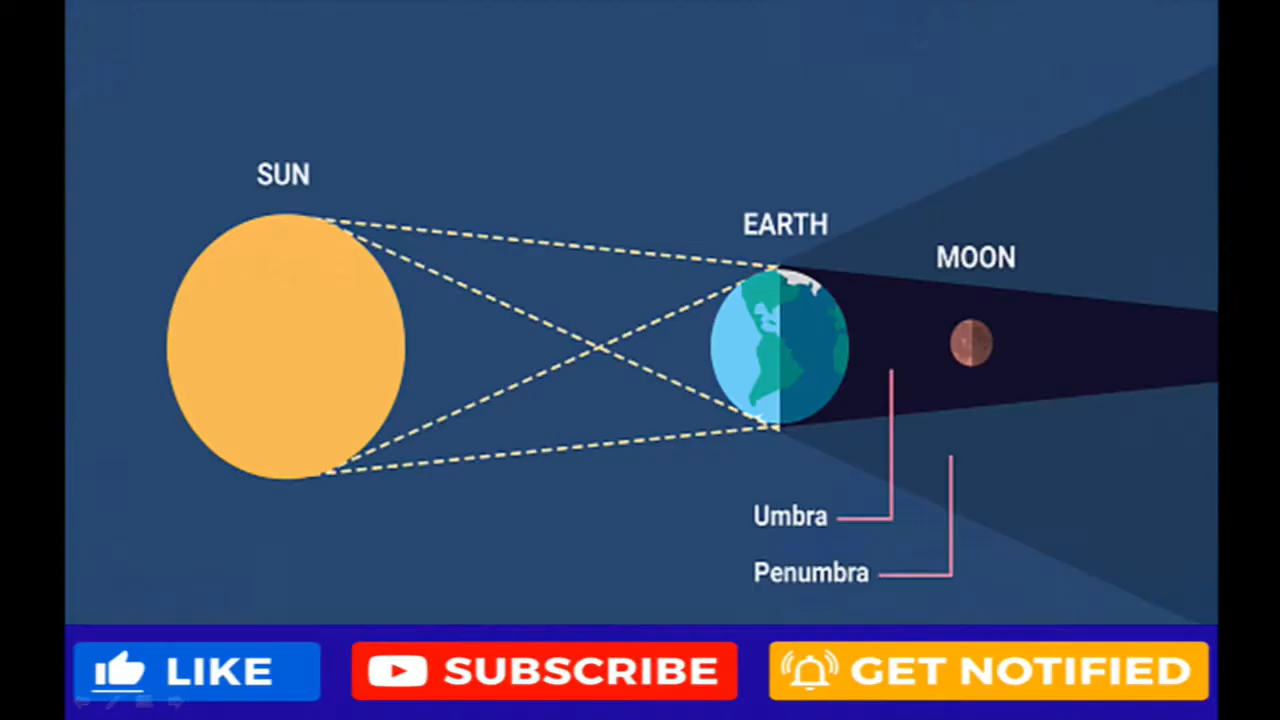 SUN
EARTH
MOON
Umbra
Penumbra
LIKE
SUBSCRIBE
GET NOTIFIED